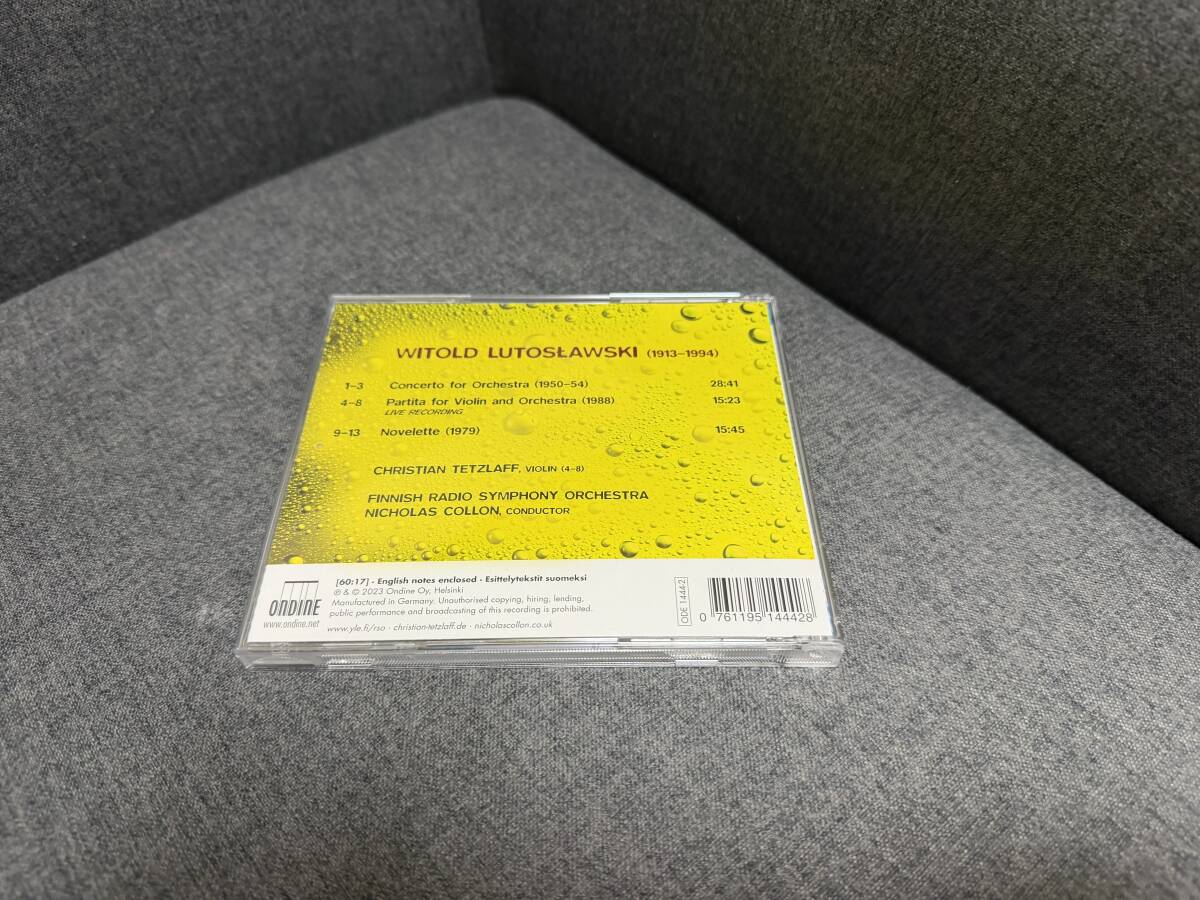 WITOLD LUTOSŁAWSKI (1913–1994)
1–3 Concerto for Orchestra (1950–54) 28:41
4–8 Partita for Violin and Orchestra (1988) 15:23
LIVE RECORDING
9–13 Novelette (1979) 15:45
CHRISTIAN TETZLAFF, VIOLIN (4–8)
FINNISH RADIO SYMPHONY ORCHESTRA
NICHOLAS COLLON, CONDUCTOR
ONDINE
www.ondine.net
[60:17] · English notes enclosed · Esittelytekstit suomeksi
℗ & © 2023 Ondine Oy, Helsinki
Manufactured in Germany. Unauthorised copying, hiring, lending,
public performance and broadcasting of this recording is prohibited.
www.yle.fi/rso · christian-tetzlaff.de · nicholascollon.co.uk
ODE 1444-2
0 761195 144428